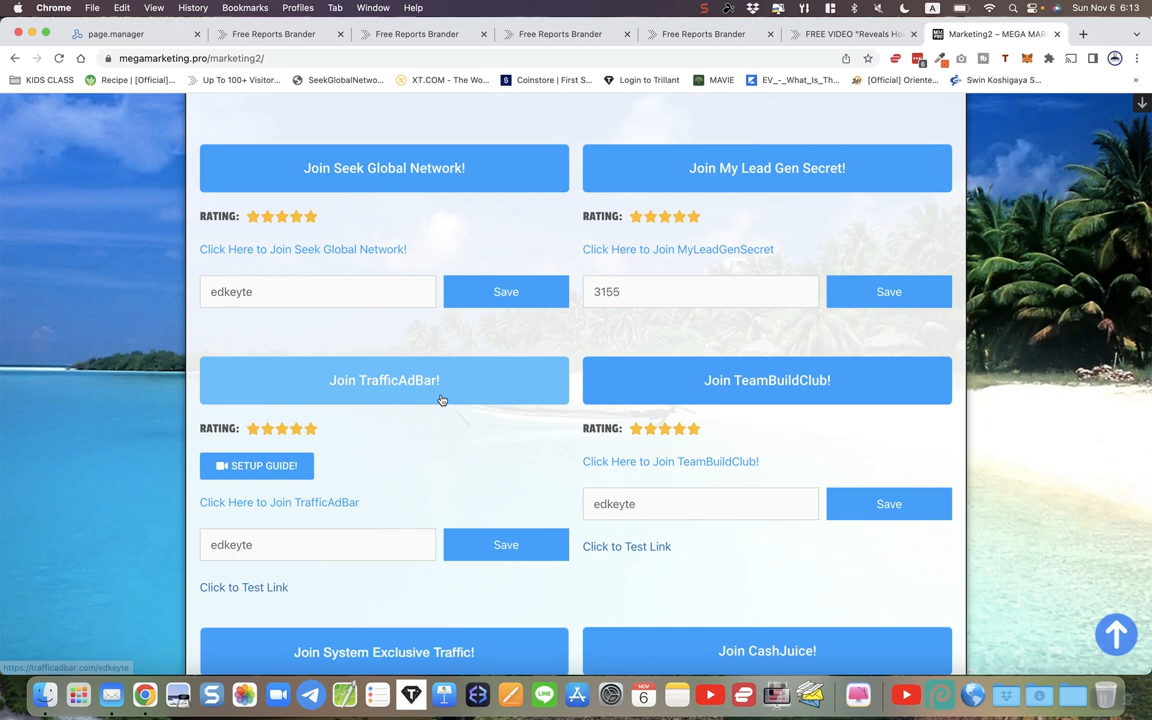 Chrome File Edit View History Bookmarks Profiles Tab Window Help
A
Sun Nov 6 6:13
page.manager
Free Reports Brander
Free Reports Brander
Free Reports Brander
Free Reports Brander
FREE VIDEO "Reveals Ho
Marketing2 – MEGA MAR
megamarketing.pro/marketing2/
KIDS CLASS
Recipe | [Official]...
Up To 100+ Visitor...
SeekGlobalNetwo...
XT.COM - The Wo...
Coinstore | First S...
Login to Trillant
MAVIE
EV_-_What_Is_Th...
[Official] Oriente...
Swin Koshigaya S...
»
Join Seek Global Network!
Join My Lead Gen Secret!
RATING:
RATING:
Click Here to Join Seek Global Network!
Click Here to Join MyLeadGenSecret
edkeyte
Save
3155
Save
Join TrafficAdBar!
Join TeamBuildClub!
RATING:
RATING:
SETUP GUIDE!
Click Here to Join TeamBuildClub!
Click Here to Join TrafficAdBar
edkeyte
Save
edkeyte
Save
Click to Test Link
Click to Test Link
Join System Exclusive Traffic!
Join CashJuice!
https://trafficadbar.com/edkeyte
LINE
NOV
6